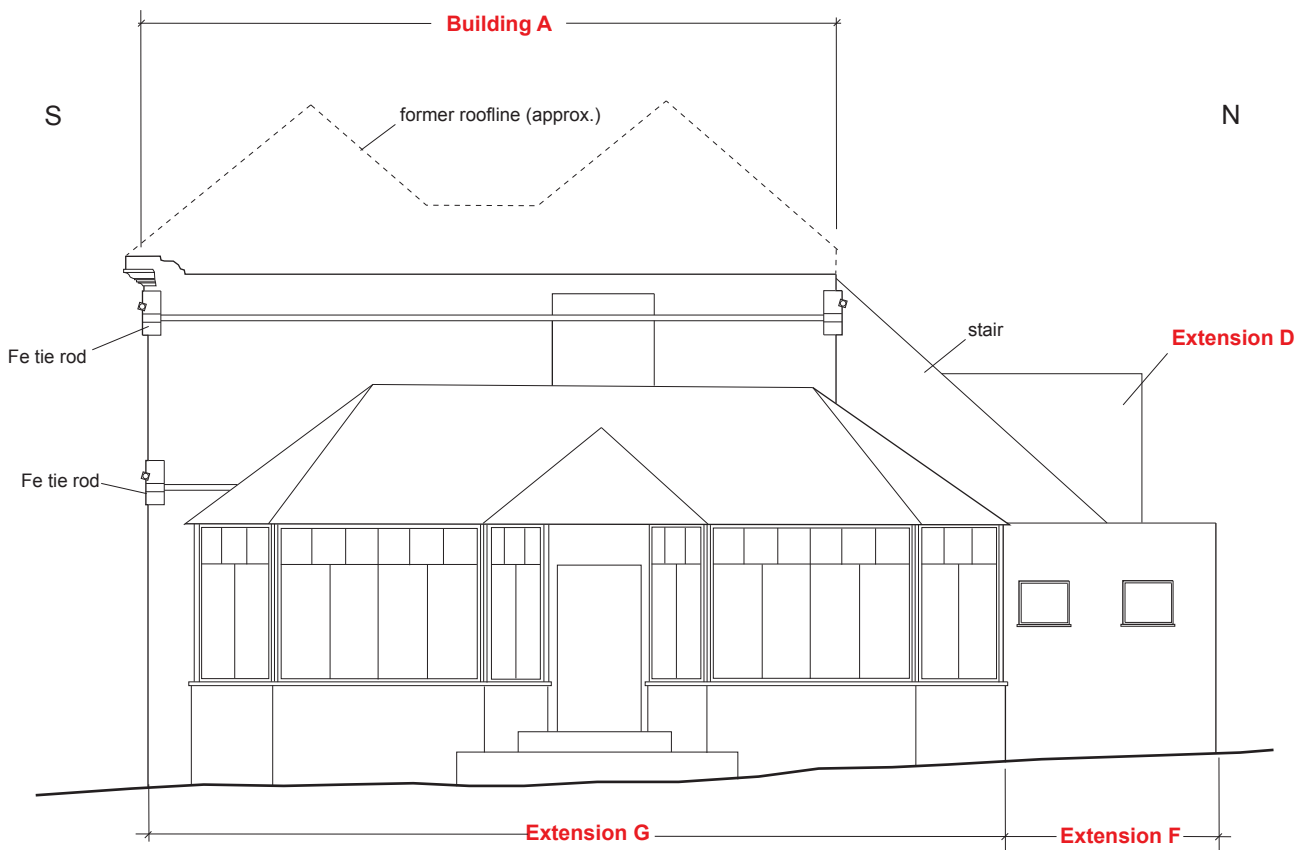 Building A
S
former roofline (approx.)
N
Fe tie rod
stair
Extension D
Fe tie rod
Extension G
Extension F